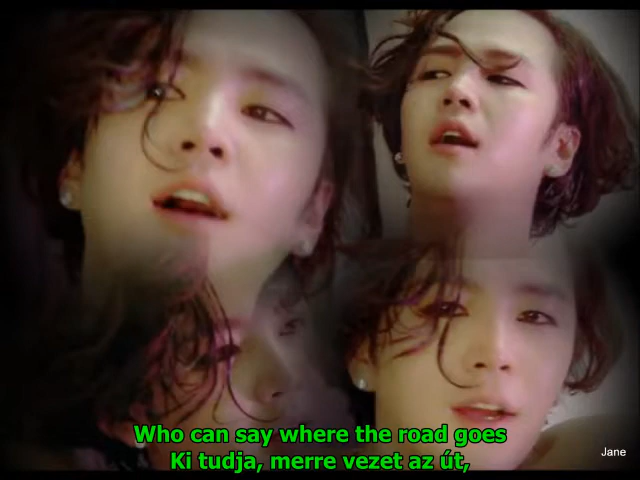 Who can say where the road goes
Ki tudja, merre vezet az út,
Jane